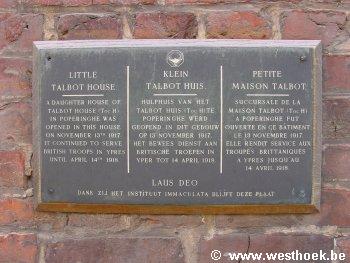 LITTLE
TALBOT HOUSE
A DAUGHTER HOUSE OF
TALBOT HOUSE (TOC H)
IN POPERINGHE WAS
OPENED IN THIS HOUSE
ON NOVEMBER 13TH 1917.
IT CONTINUED TO SERVE
BRITISH TROOPS IN YPRES
UNTIL APRIL 14TH 1918.
KLEIN
TALBOT HUIS.
HULPHUIS VAN HET
TALBOT HUIS (TOC H) TE
POPERINGHE WERD
GEOPEND IN DIT GEBOUW
OP 13 NOVEMBER 1917.
HET BEWEES DIENST AAN
BRITISCHE TROEPEN IN
YPER TOT 14 APRIL 1918.
PETITE
MAISON TALBOT
SUCCURSALE DE LA
MAISON TALBOT (TOC H)
A POPERINGHE FUT
OUVERTE EN CE BÂTIMENT
LE 13 NOVEMBRE 1917.
ELLE RENDIT SERVICE AUX
TROUPES BRITTANIQUES
A YPRES JUSQU'AU
14 AVRIL 1918.
LAUS DEO
DANK ZIJ HET INSTITUUT IMMACULATA BLIJFT DEZE PLAAT
©www.westhoek.be